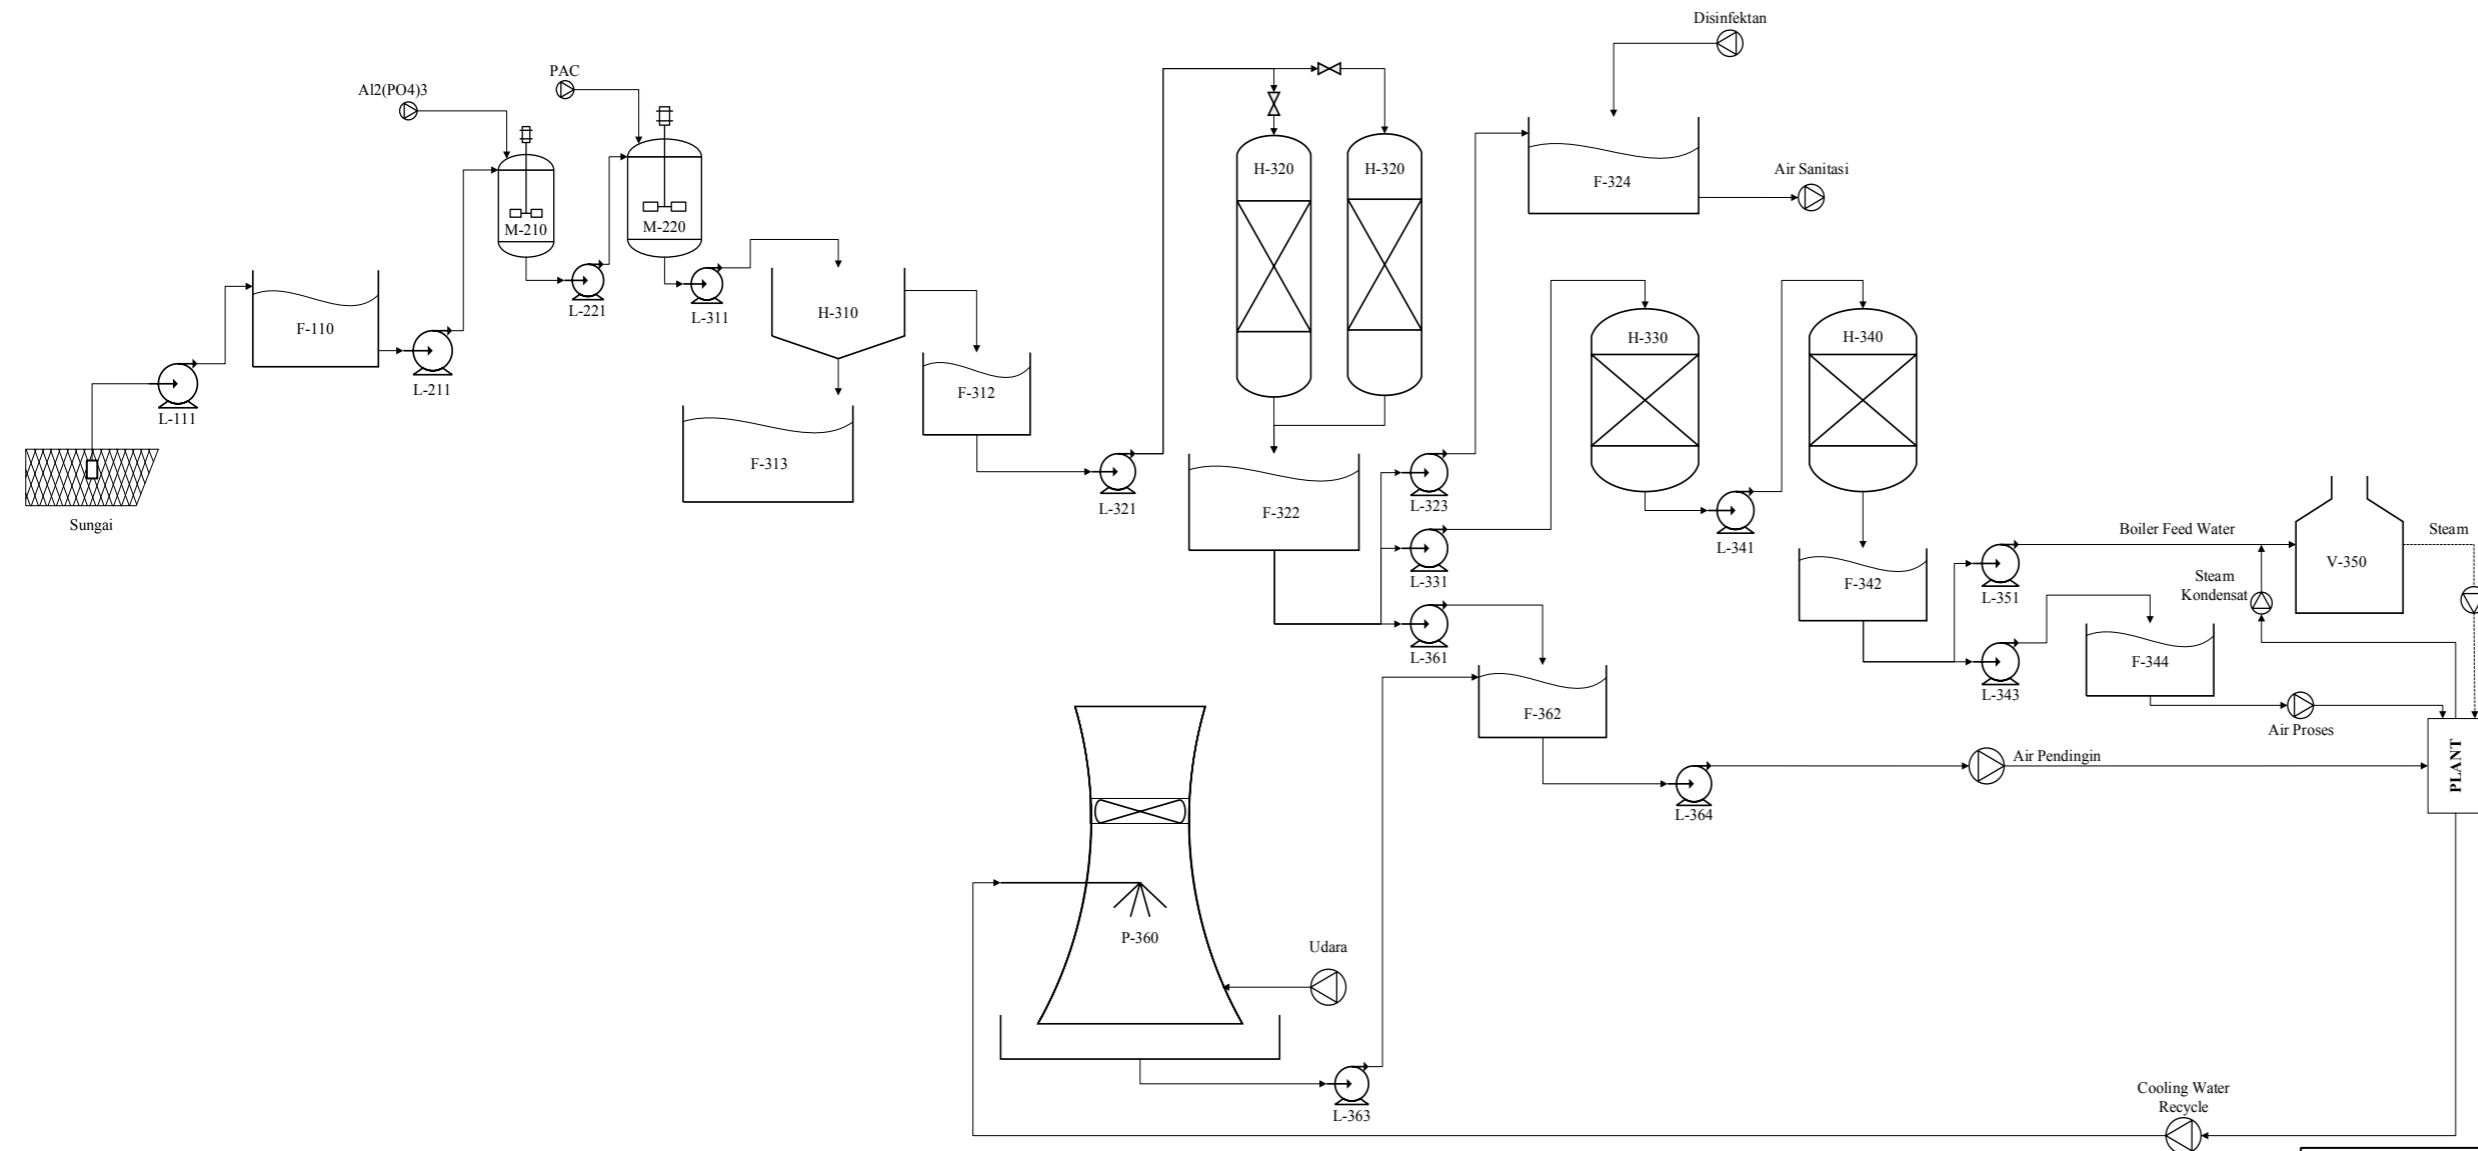 Disinfektan
PAC
Al2(PO4)3
H-320
H-320
Air Sanitasi
F-324
M-210
M-220
L-221
L-311
H-310
F-110
L-211
L-111
F-312
H-330
H-340
F-313
L-321
F-322
L-323
Sungai
L-341
L-331
Boiler Feed Water
Steam
V-350
F-342
L-351
Steam
Kondensat
L-361
F-344
L-343
F-362
Air Proses
Air Pendingin
PLANT
L-364
P-360
Udara
L-363
Cooling Water
Recycle